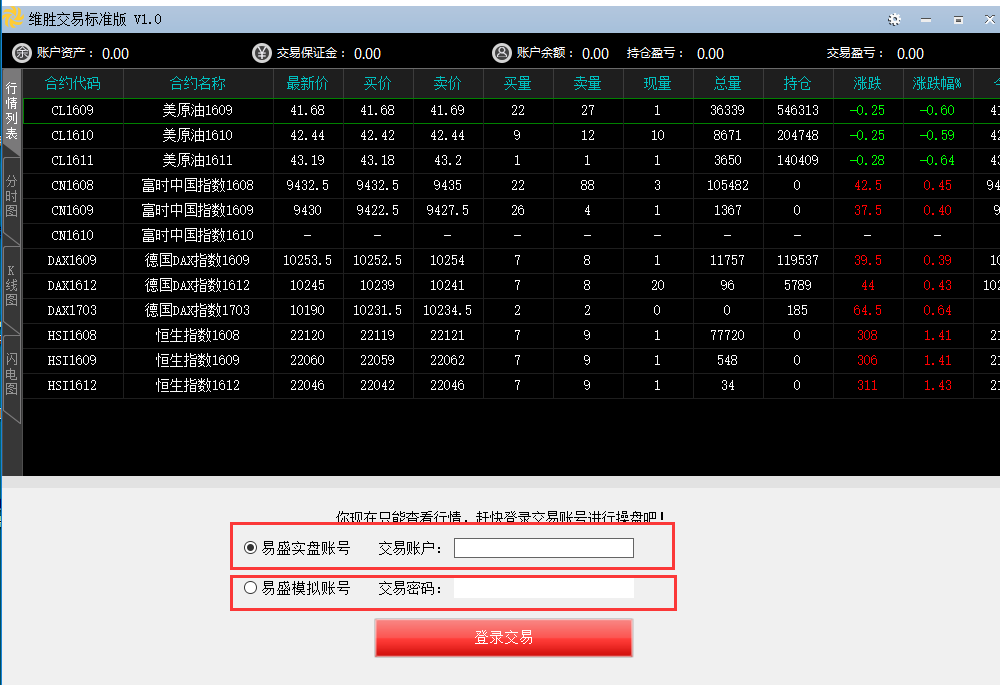 维胜交易标准版 V1.0
账户资产： 0.00 交易保证金： 0.00 账户余额： 0.00 持仓盈亏： 0.00 交易盈亏： 0.00
行情列表
分时图
K线图
闪电图
合约代码 合约名称 最新价 买价 卖价 买量 卖量 现量 总量 持仓 涨跌 涨跌幅%
CL1609 美原油1609 41.68 41.68 41.69 22 27 1 36339 546313 -0.25 -0.60
CL1610 美原油1610 42.44 42.42 42.44 9 12 10 8671 204748 -0.25 -0.59
CL1611 美原油1611 43.19 43.18 43.2 1 1 1 3650 140409 -0.28 -0.64
CN1608 富时中国指数1608 9432.5 9432.5 9435 22 88 3 105482 0 42.5 0.45
CN1609 富时中国指数1609 9430 9422.5 9427.5 26 4 1 1367 0 37.5 0.40
CN1610 富时中国指数1610 - - - - - - - - - -
DAX1609 德国DAX指数1609 10253.5 10252.5 10254 7 8 1 11757 119537 39.5 0.39
DAX1612 德国DAX指数1612 10245 10239 10241 7 8 20 96 5789 44 0.43
DAX1703 德国DAX指数1703 10190 10231.5 10234.5 2 2 0 0 185 64.5 0.64
HSI1608 恒生指数1608 22120 22119 22121 7 9 1 77720 0 308 1.41
HSI1609 恒生指数1609 22060 22059 22062 7 9 1 548 0 306 1.41
HSI1612 恒生指数1612 22046 22042 22046 7 9 1 34 0 311 1.43
你现在只能查看行情，赶快登录交易账号进行操盘吧！
易盛实盘账号 交易账户：
易盛模拟账号 交易密码：
登录交易